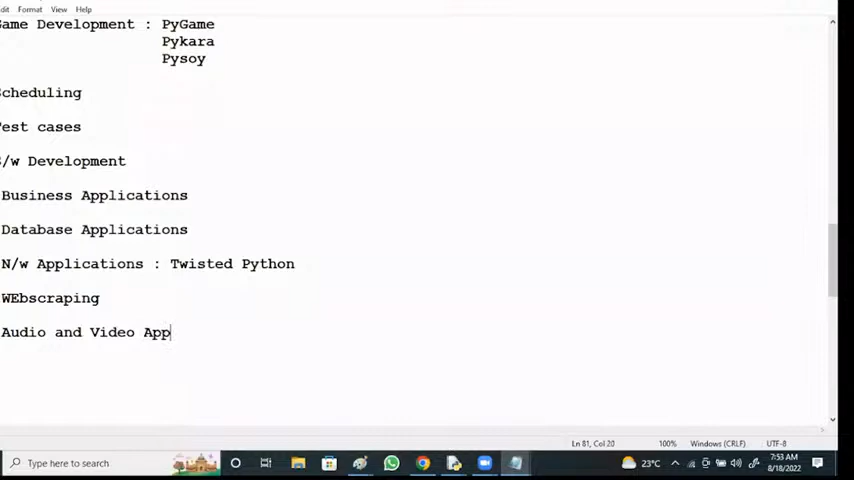 dit Format View Help
Game Development : PyGame
Pykara
Pysoy
Scheduling
Test cases
S/w Development
Business Applications
Database Applications
N/w Applications : Twisted Python
WEbscraping
Audio and Video App
Ln 81, Col 20 100% Windows (CRLF) UTF-8
Type here to search
23°C
7:53 AM
8/18/2022